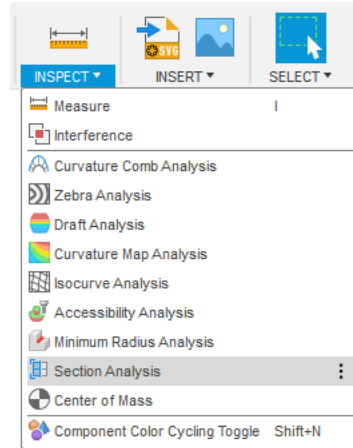 SVG
INSPECT ▾ INSERT ▾ SELECT ▾
Measure I
Interference
Curvature Comb Analysis
Zebra Analysis
Draft Analysis
Curvature Map Analysis
Isocurve Analysis
Accessibility Analysis
Minimum Radius Analysis
Section Analysis
Center of Mass
Component Color Cycling Toggle Shift+N